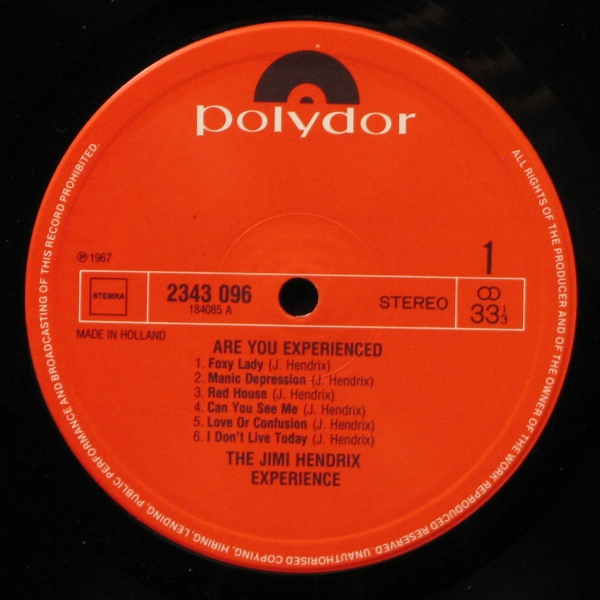 polydor
ALL RIGHTS OF THE PRODUCER AND OF THE OWNER OF THE WORK REPRODUCED RESERVED. UNAUTHORISED COPYING, HIRING, LENDING, PUBLIC PERFORMANCE AND BROADCASTING OF THIS RECORD PROHIBITED.
℗ 1967
1
STEMRA
2343 096
184085 A
STEREO
33 1/3
MADE IN HOLLAND
ARE YOU EXPERIENCED
1. Foxy Lady (J. Hendrix)
2. Manic Depression (J. Hendrix)
3. Red House (J. Hendrix)
4. Can You See Me (J. Hendrix)
5. Love Or Confusion (J. Hendrix)
6. I Don't Live Today (J. Hendrix)
THE JIMI HENDRIX
EXPERIENCE